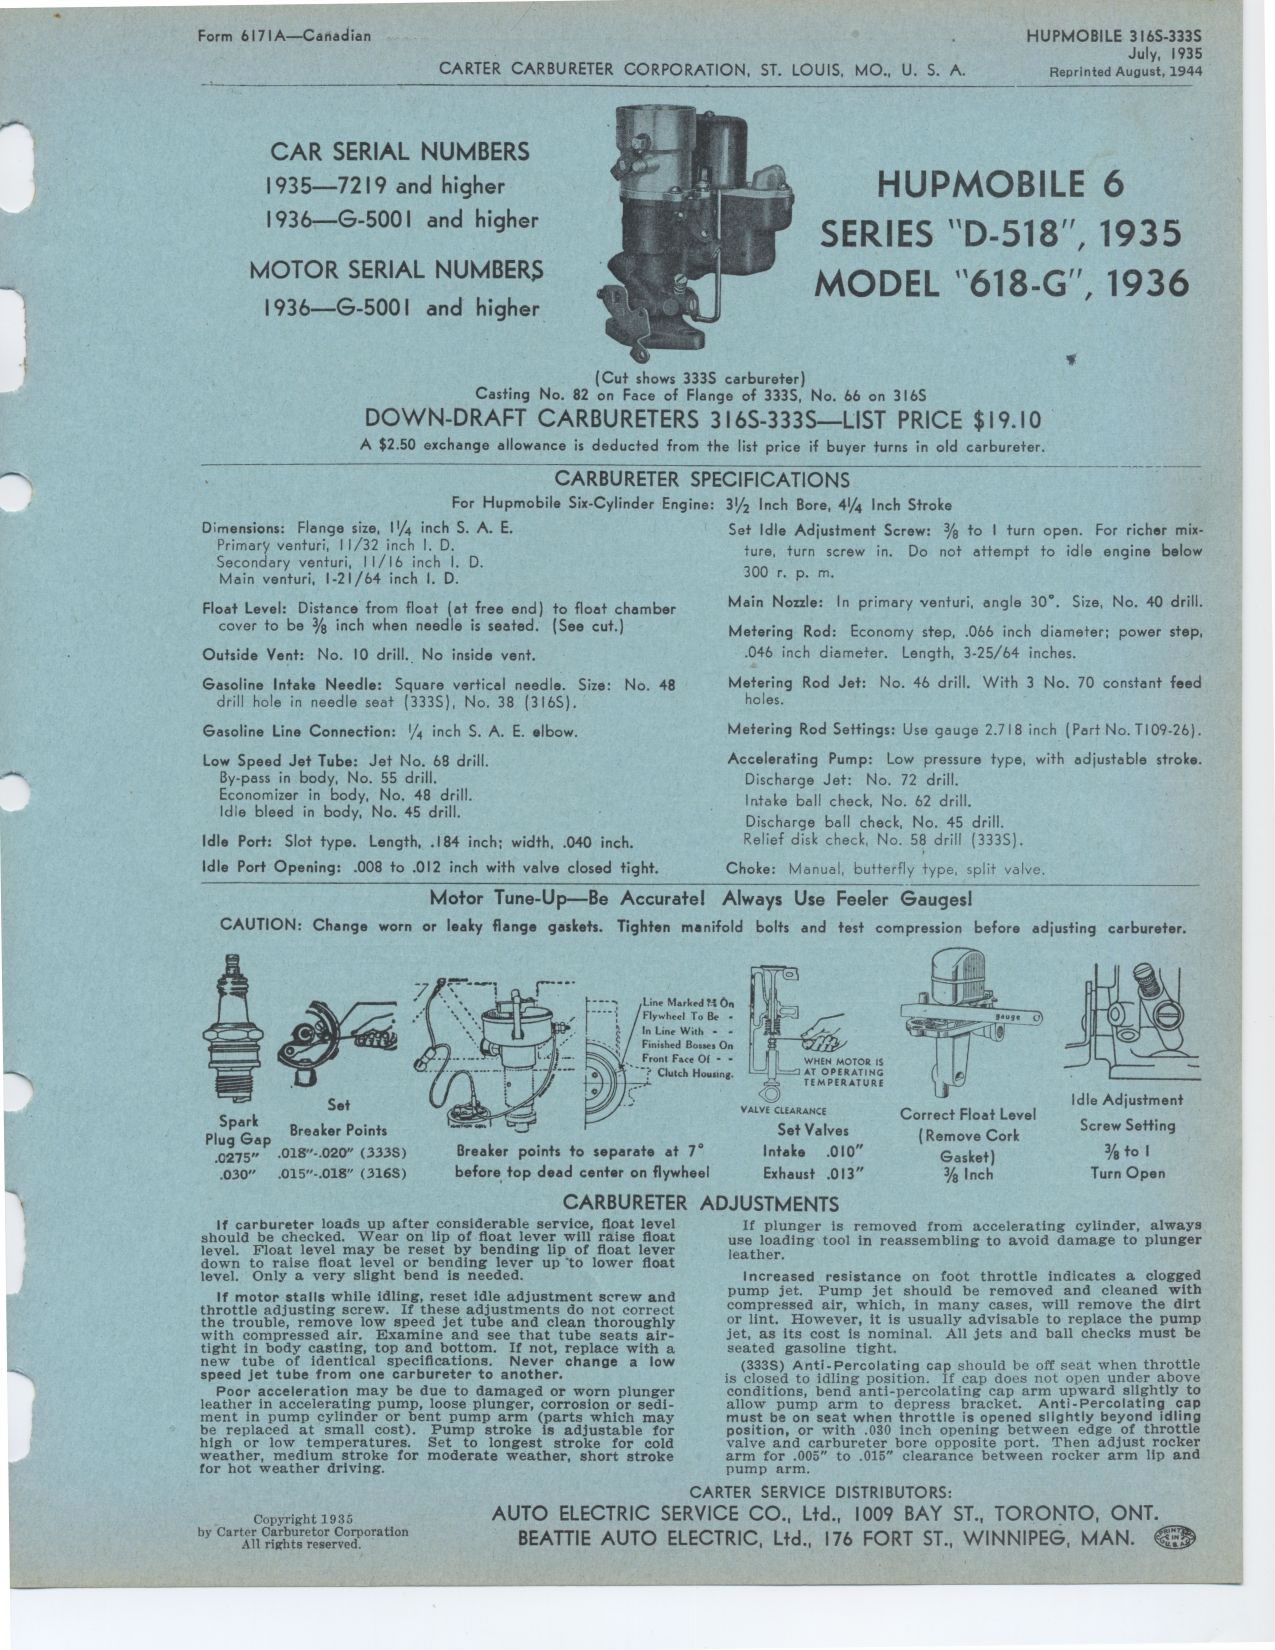 Form 6171A—Canadian
HUPMOBILE 316S-333S
July, 1935
CARTER CARBURETER CORPORATION, ST. LOUIS, MO., U. S. A.
Reprinted August, 1944
CAR SERIAL NUMBERS
1935—7219 and higher
1936—G-5001 and higher
MOTOR SERIAL NUMBERS
1936—G-5001 and higher
HUPMOBILE 6
SERIES "D-518", 1935
MODEL "618-G", 1936
(Cut shows 333S carbureter)
Casting No. 82 on Face of Flange of 333S, No. 66 on 316S
DOWN-DRAFT CARBURETERS 316S-333S—LIST PRICE $19.10
A $2.50 exchange allowance is deducted from the list price if buyer turns in old carbureter.
CARBURETER SPECIFICATIONS
For Hupmobile Six-Cylinder Engine: 3½ Inch Bore, 4¼ Inch Stroke
Dimensions: Flange size, 1¼ inch S. A. E.
Primary venturi, 11/32 inch I. D.
Secondary venturi, 11/16 inch I. D.
Main venturi, 1-21/64 inch I. D.
Float Level: Distance from float (at free end) to float chamber
cover to be ⅜ inch when needle is seated. (See cut.)
Outside Vent: No. 10 drill. No inside vent.
Gasoline Intake Needle: Square vertical needle. Size: No. 48
drill hole in needle seat (333S), No. 38 (316S).
Gasoline Line Connection: ¼ inch S. A. E. elbow.
Low Speed Jet Tube: Jet No. 68 drill.
By-pass in body, No. 55 drill.
Economizer in body, No. 48 drill.
Idle bleed in body, No. 45 drill.
Idle Port: Slot type. Length, .184 inch; width, .040 inch.
Idle Port Opening: .008 to .012 inch with valve closed tight.
Set Idle Adjustment Screw: ⅜ to 1 turn open. For richer mix-
ture, turn screw in. Do not attempt to idle engine below
300 r. p. m.
Main Nozzle: In primary venturi, angle 30°. Size, No. 40 drill.
Metering Rod: Economy step, .066 inch diameter; power step,
.046 inch diameter. Length, 3-25/64 inches.
Metering Rod Jet: No. 46 drill. With 3 No. 70 constant feed
holes.
Metering Rod Settings: Use gauge 2.718 inch (Part No. T109-26).
Accelerating Pump: Low pressure type, with adjustable stroke.
Discharge Jet: No. 72 drill.
Intake ball check, No. 62 drill.
Discharge ball check, No. 45 drill.
Relief disk check, No. 58 drill (333S).
Choke: Manual, butterfly type, split valve.
Motor Tune-Up—Be Accurate! Always Use Feeler Gauges!
CAUTION: Change worn or leaky flange gaskets. Tighten manifold bolts and test compression before adjusting carbureter.
Spark
Plug Gap
.0275"
.030"
Set
Breaker Points
.018"-.020" (333S)
.015"-.018" (316S)
Line Marked On
Flywheel To Be -
In Line With - -
Finished Bosses On
Front Face Of - -
Clutch Housing.
Breaker points to separate at 7°
before top dead center on flywheel
WHEN MOTOR IS
AT OPERATING
TEMPERATURE
VALVE CLEARANCE
Set Valves
Intake .010"
Exhaust .013"
gauge
Correct Float Level
(Remove Cork
Gasket)
⅜ Inch
Idle Adjustment
Screw Setting
⅜ to 1
Turn Open
CARBURETER ADJUSTMENTS
If carbureter loads up after considerable service, float level
should be checked. Wear on lip of float lever will raise float
level. Float level may be reset by bending lip of float lever
down to raise float level or bending lever up to lower float
level. Only a very slight bend is needed.
If motor stalls while idling, reset idle adjustment screw and
throttle adjusting screw. If these adjustments do not correct
the trouble, remove low speed jet tube and clean thoroughly
with compressed air. Examine and see that tube seats air-
tight in body casting, top and bottom. If not, replace with a
new tube of identical specifications. Never change a low
speed jet tube from one carbureter to another.
Poor acceleration may be due to damaged or worn plunger
leather in accelerating pump, loose plunger, corrosion or sedi-
ment in pump cylinder or bent pump arm (parts which may
be replaced at small cost). Pump stroke is adjustable for
high or low temperatures. Set to longest stroke for cold
weather, medium stroke for moderate weather, short stroke
for hot weather driving.
If plunger is removed from accelerating cylinder, always
use loading tool in reassembling to avoid damage to plunger
leather.
Increased resistance on foot throttle indicates a clogged
pump jet. Pump jet should be removed and cleaned with
compressed air, which, in many cases, will remove the dirt
or lint. However, it is usually advisable to replace the pump
jet, as its cost is nominal. All jets and ball checks must be
seated gasoline tight.
(333S) Anti-Percolating cap should be off seat when throttle
is closed to idling position. If cap does not open under above
conditions, bend anti-percolating cap arm upward slightly to
allow pump arm to depress bracket. Anti-Percolating cap
must be on seat when throttle is opened slightly beyond idling
position, or with .030 inch opening between edge of throttle
valve and carbureter bore opposite port. Then adjust rocker
arm for .005" to .015" clearance between rocker arm lip and
pump arm.
CARTER SERVICE DISTRIBUTORS:
AUTO ELECTRIC SERVICE CO., Ltd., 1009 BAY ST., TORONTO, ONT.
BEATTIE AUTO ELECTRIC, Ltd., 176 FORT ST., WINNIPEG, MAN.
Copyright 1935
by Carter Carburetor Corporation
All rights reserved.
PRINTED
IN
U.S.A.